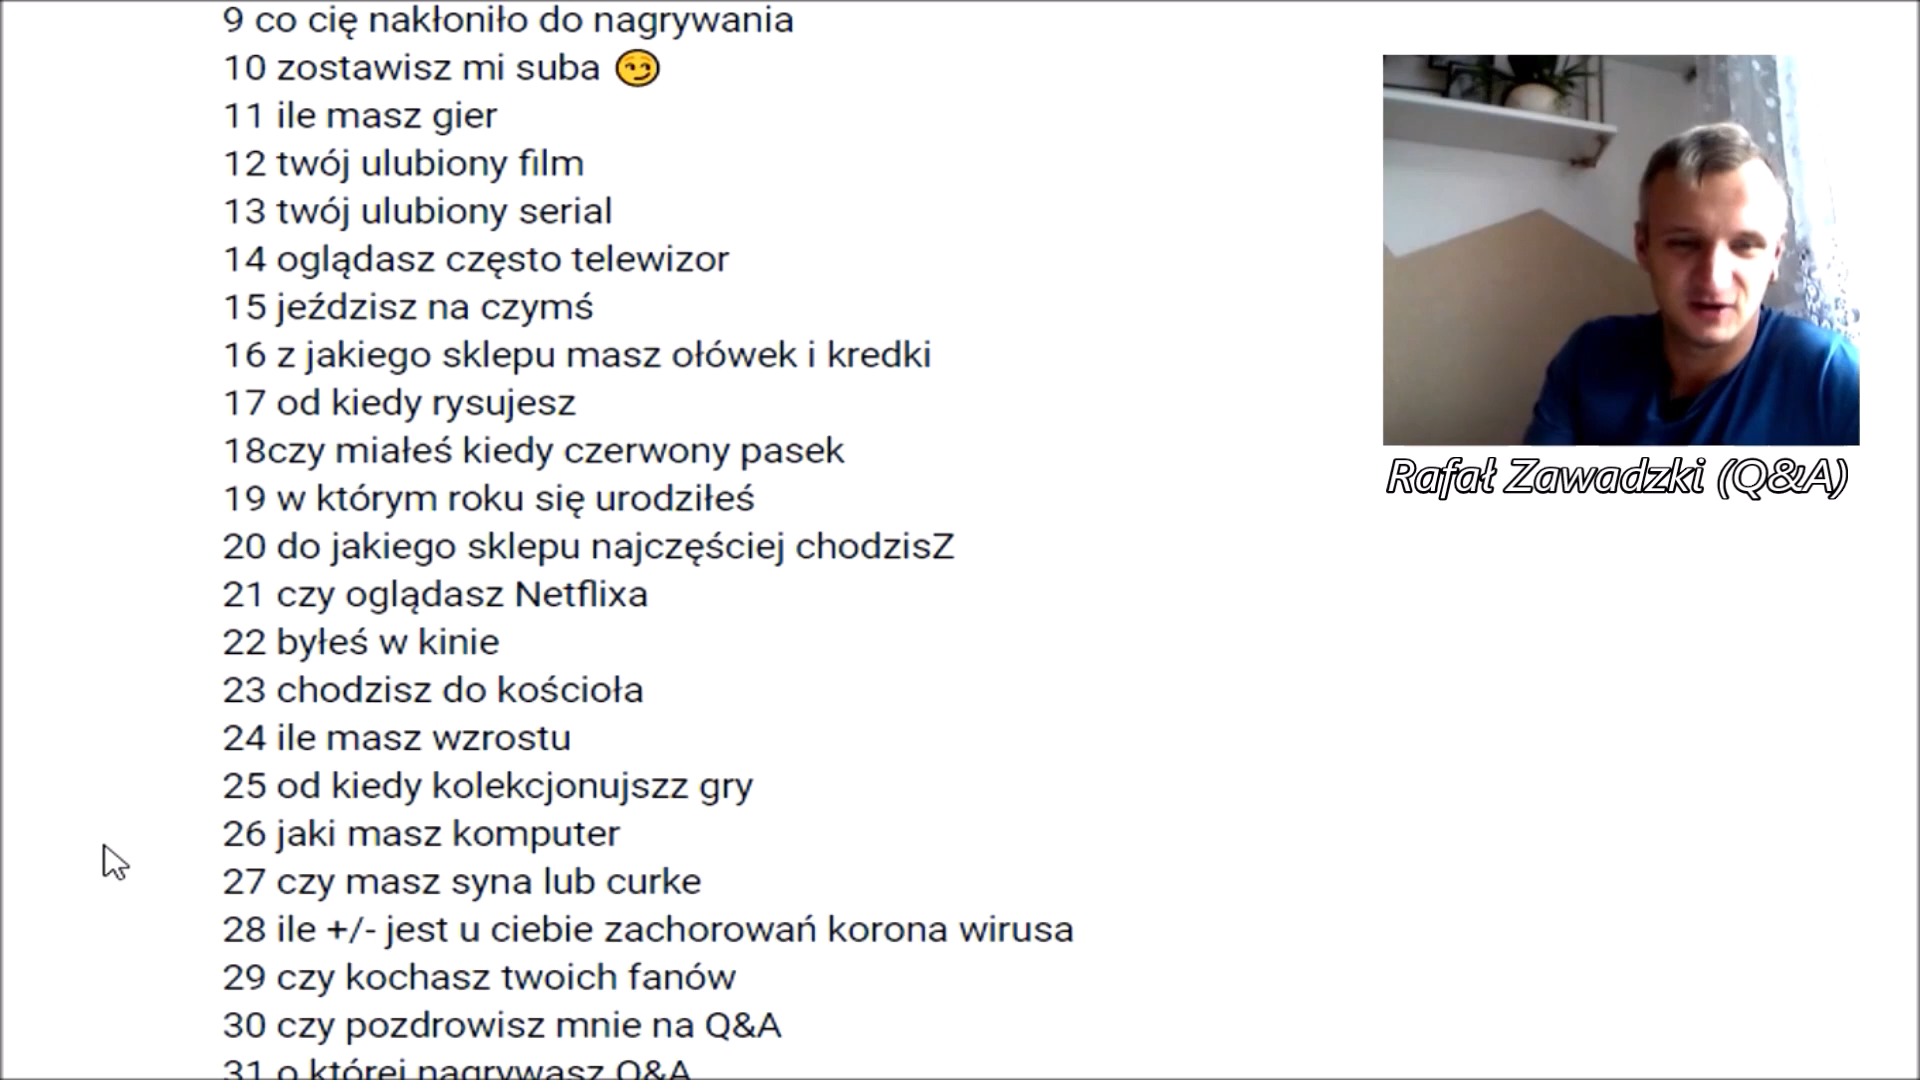 9 co cię nakłoniło do nagrywania
10 zostawisz mi suba 😏
11 ile masz gier
12 twój ulubiony film
13 twój ulubiony serial
14 oglądasz często telewizor
15 jeździsz na czymś
16 z jakiego sklepu masz ołówek i kredki
17 od kiedy rysujesz
18czy miałeś kiedy czerwony pasek
19 w którym roku się urodziłeś
20 do jakiego sklepu najczęściej chodzisZ
21 czy oglądasz Netflixa
22 byłeś w kinie
23 chodzisz do kościoła
24 ile masz wzrostu
25 od kiedy kolekcjonujszz gry
26 jaki masz komputer
27 czy masz syna lub curke
28 ile +/- jest u ciebie zachorowań korona wirusa
29 czy kochasz twoich fanów
30 czy pozdrowisz mnie na Q&A
31 o której nagrywasz Q&A
Rafał Zawadzki (Q&A)